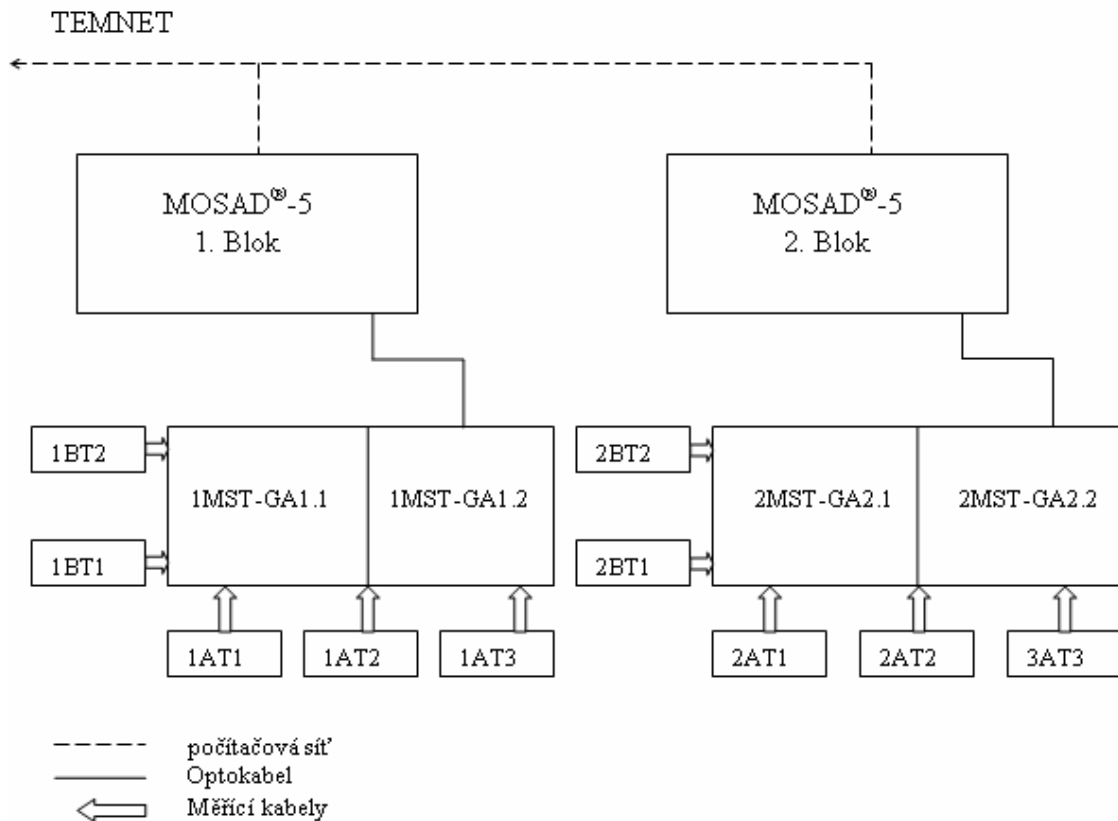 TEMNET
MOSAD®-5
1. Blok
MOSAD®-5
2. Blok
1BT2
1BT1
1MST-GA1.1
1MST-GA1.2
1AT1
1AT2
1AT3
2BT2
2BT1
2MST-GA2.1
2MST-GA2.2
2AT1
2AT2
3AT3
počítačová síť
Optokabel
Měřící kabely